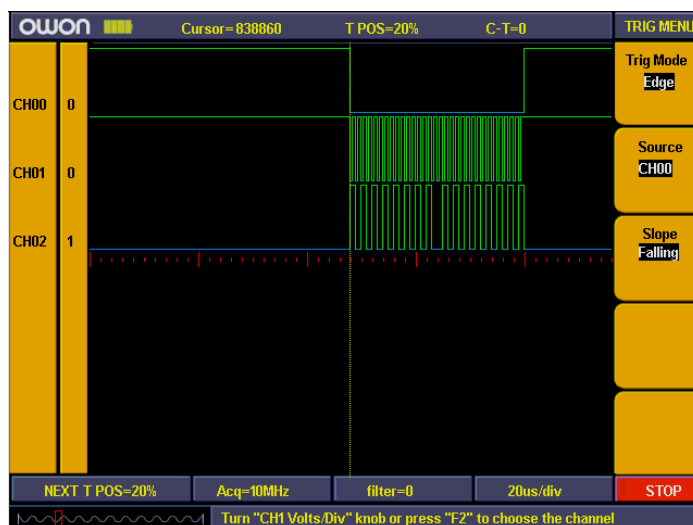 owon Cursor=838860 T POS=20% C-T=0 TRIG MENU
Trig Mode
Edge
CH00 0
Source
CH01 0 CH00
CH02 1 Slope
Falling
NEXT T POS=20% Acq=10MHz filter=0 20us/div STOP
Turn "CH1 Volts/Div" knob or press "F2" to choose the channel